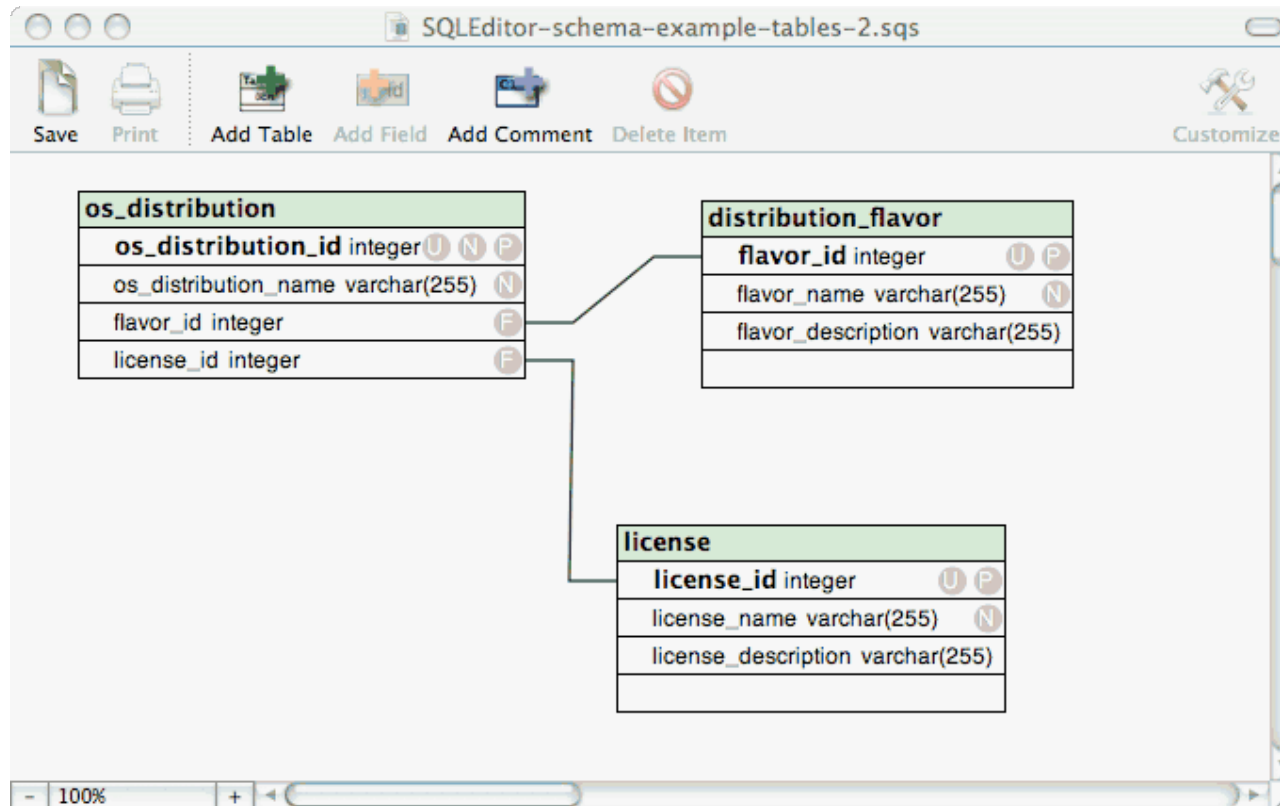 SQLEditor-schema-example-tables-2.sqs
Save Print Add Table Add Field Add Comment Delete Item Customize
os_distribution
os_distribution_id integer U N P
os_distribution_name varchar(255) N
flavor_id integer F
license_id integer F
distribution_flavor
flavor_id integer U P
flavor_name varchar(255) N
flavor_description varchar(255)
license
license_id integer U P
license_name varchar(255) N
license_description varchar(255)
- 100% +